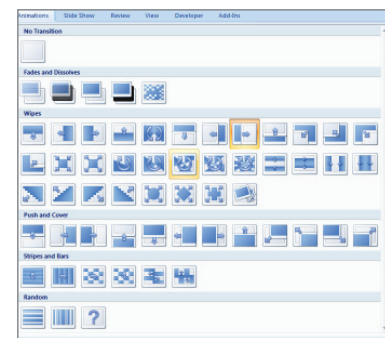 Animations Slide Show Review View Developer Add-Ins
No Transition
Fades and Dissolves
Wipes
Push and Cover
Stripes and Bars
Random
?